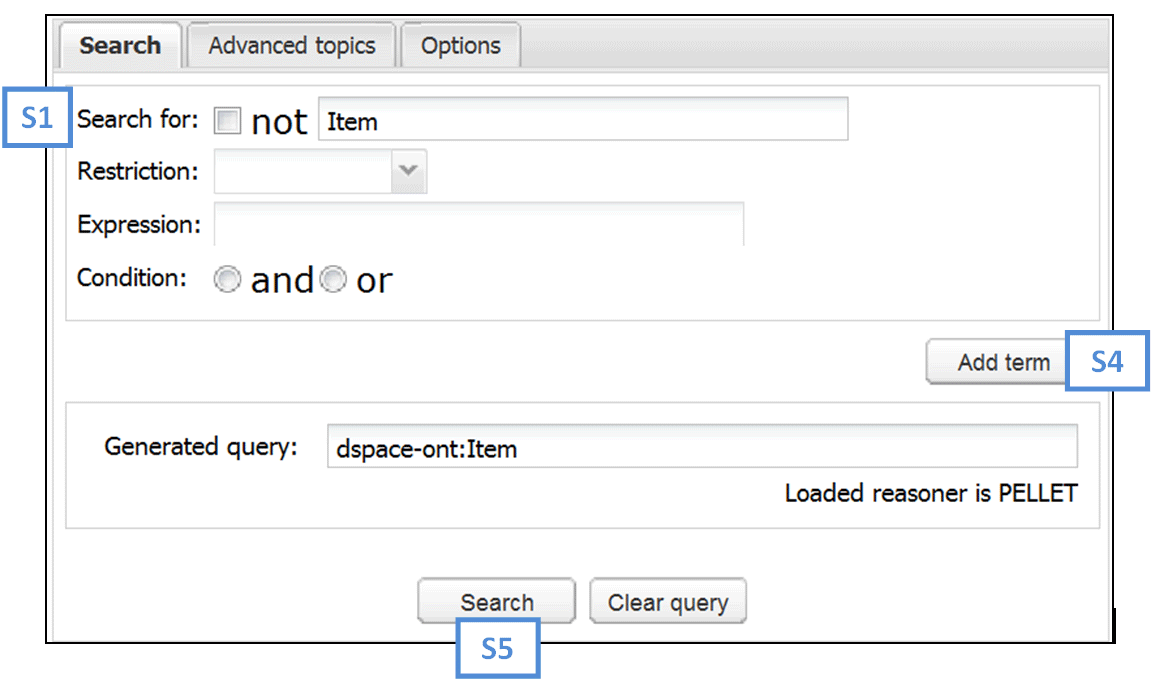 Search Advanced topics Options
S1 Search for: not Item
Restriction:
Expression:
Condition: and or
Add term S4
Generated query: dspace-ont:Item
Loaded reasoner is PELLET
Search Clear query
S5